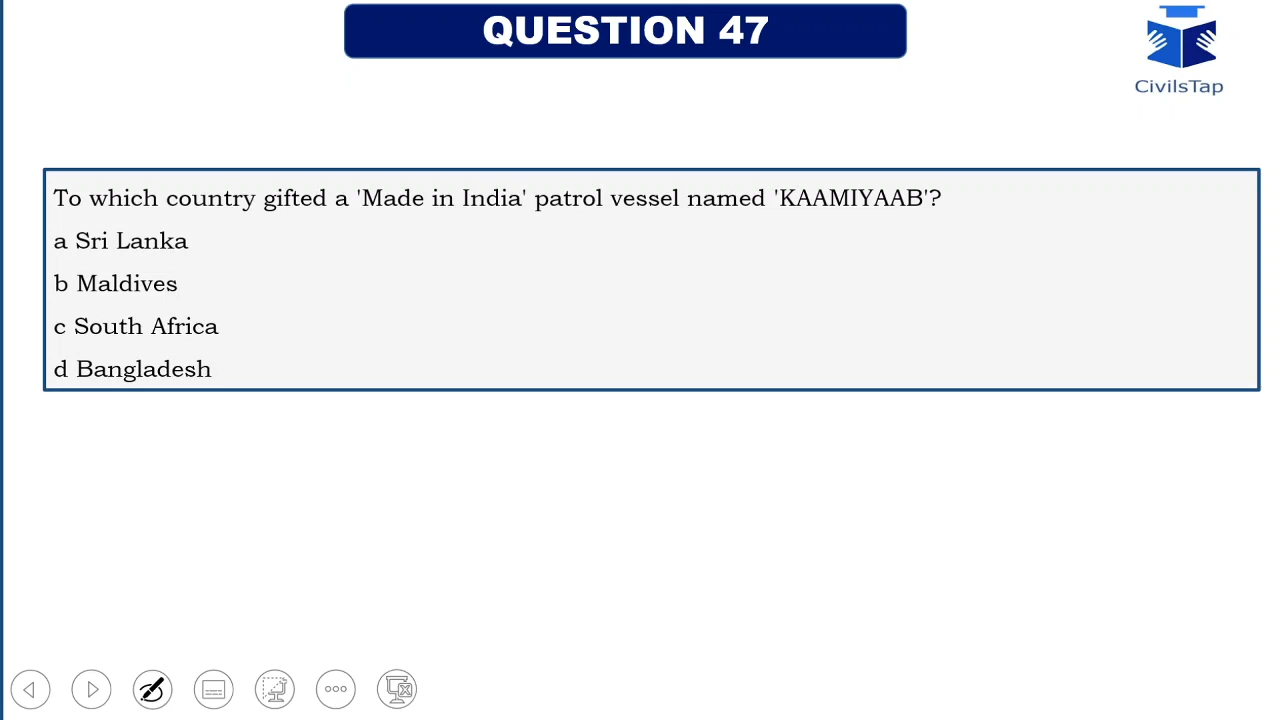 QUESTION 47
CivilsTap
To which country gifted a 'Made in India' patrol vessel named 'KAAMIYAAB'?
a Sri Lanka
b Maldives
c South Africa
d Bangladesh